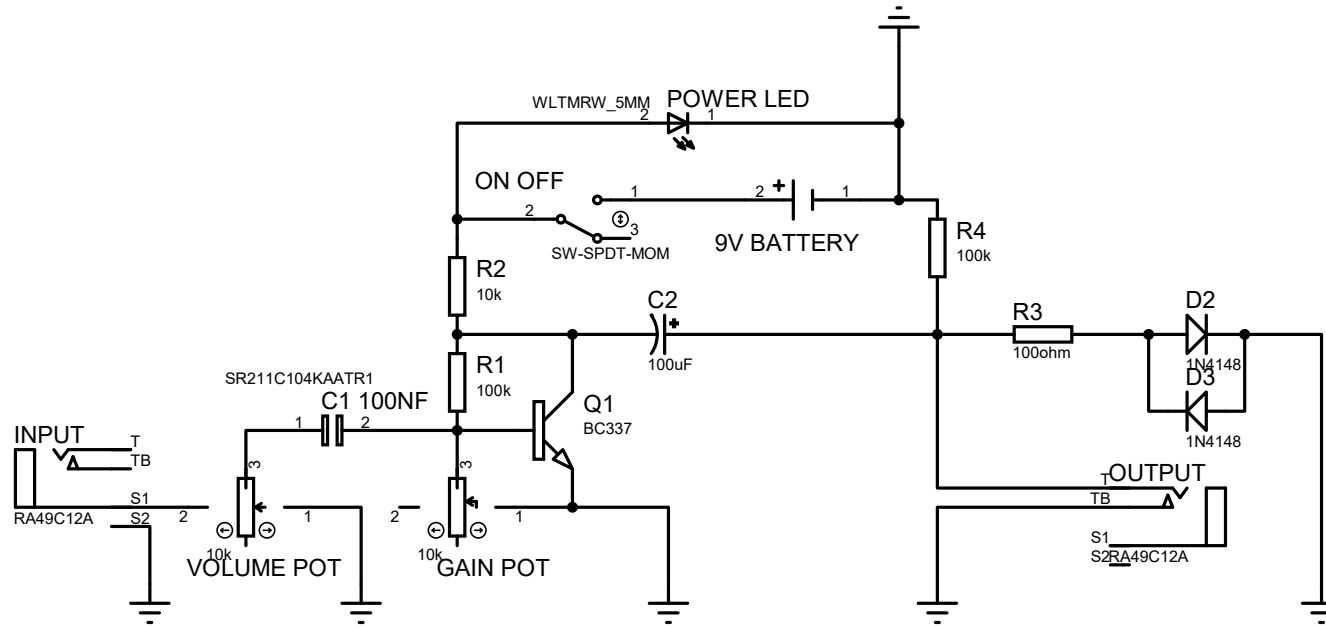 WLTMRW_5MM POWER LED
2 1
ON OFF
1 2 + 1
2 3
SW-SPDT-MOM
9V BATTERY
R4
100k
R2
10k
C2
+
100uF
R3
100ohm
D2
1N4148
D3
1N4148
R1
100k
SR211C104KAATR1
C1 100NF
1 2
Q1
BC337
INPUT
T
TB
S1
S2
RA49C12A
2 3 1
10k
VOLUME POT
2 3 1
10k
GAIN POT
OUTPUT
T
TB
S1
S2
RA49C12A